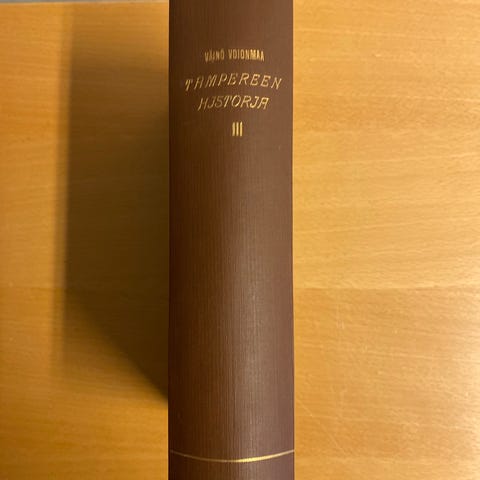 VÄINÖ VOIONMAA
TAMPEREEN
HISTORIA
III